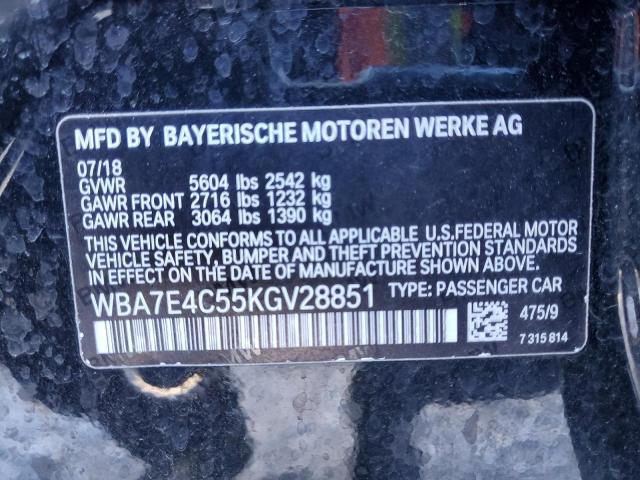 MFD BY BAYERISCHE MOTOREN WERKE AG
07/18
GVWR 5604 lbs 2542 kg
GAWR FRONT 2716 lbs 1232 kg
GAWR REAR 3064 lbs 1390 kg
THIS VEHICLE CONFORMS TO ALL APPLICABLE U.S.FEDERAL MOTOR
VEHICLE SAFETY, BUMPER AND THEFT PREVENTION STANDARDS
IN EFFECT ON THE DATE OF MANUFACTURE SHOWN ABOVE.
WBA7E4C55KGV28851 TYPE: PASSENGER CAR
475/9
7 315 814